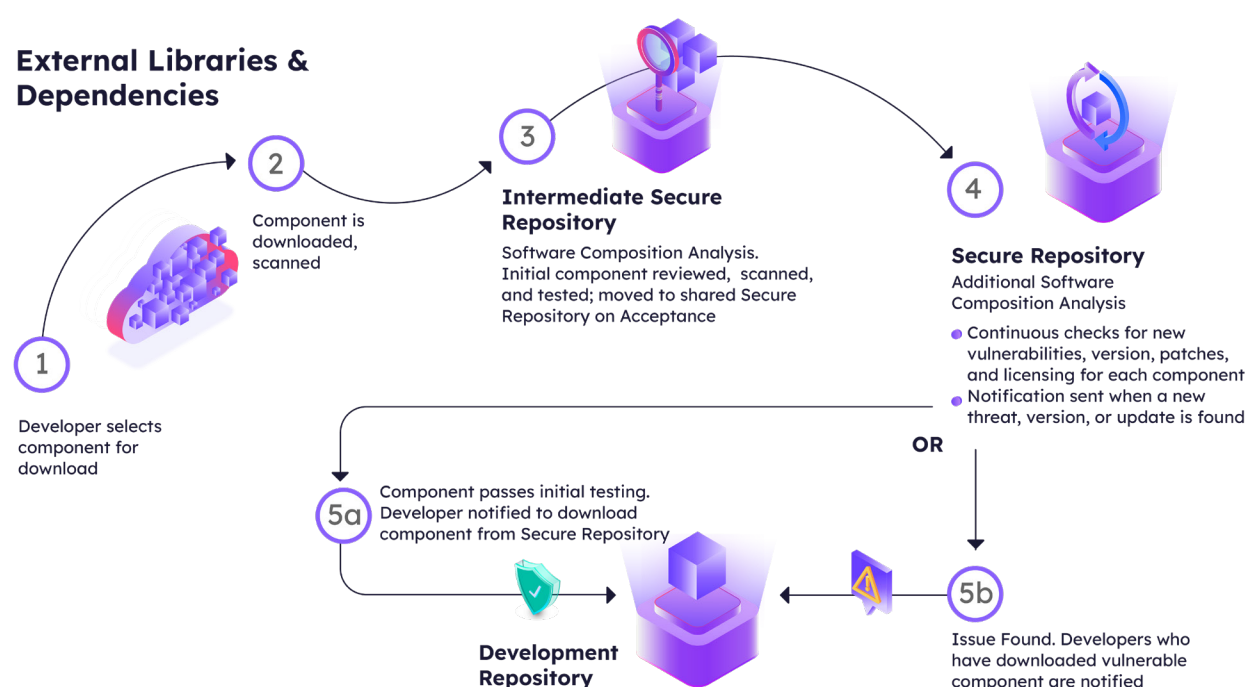 External Libraries &
Dependencies
1
Developer selects
component for
download
2
Component is
downloaded,
scanned
3
Intermediate Secure
Repository
Software Composition Analysis.
Initial component reviewed, scanned,
and tested; moved to shared Secure
Repository on Acceptance
4
Secure Repository
Additional Software
Composition Analysis
Continuous checks for new
vulnerabilities, version, patches,
and licensing for each component
Notification sent when a new
threat, version, or update is found
OR
5a
Component passes initial testing.
Developer notified to download
component from Secure Repository
5b
Issue Found. Developers who
have downloaded vulnerable
component are notified
Development
Repository